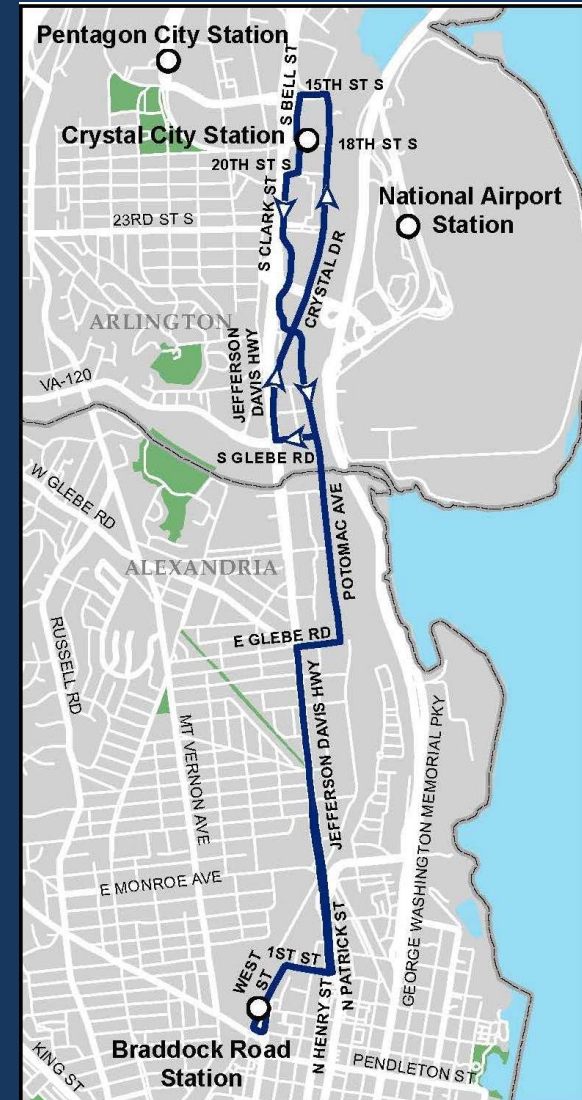 Pentagon City Station
S BELL ST
15TH ST S
Crystal City Station
18TH ST S
20TH ST S
National Airport
Station
S CLARK ST
23RD ST S
CRYSTAL DR
ARLINGTON
JEFFERSON
DAVIS HWY
VA-120
S GLEBE RD
W GLEBE RD
POTOMAC AVE
ALEXANDRIA
E GLEBE RD
RUSSELL RD
MT VERNON AVE
JEFFERSON DAVIS HWY
GEORGE WASHINGTON MEMORIAL PKY
E MONROE AVE
N PATRICK ST
1ST ST
WEST
ST
N HENRY ST
Braddock Road
Station
PENDLETON ST
KING ST